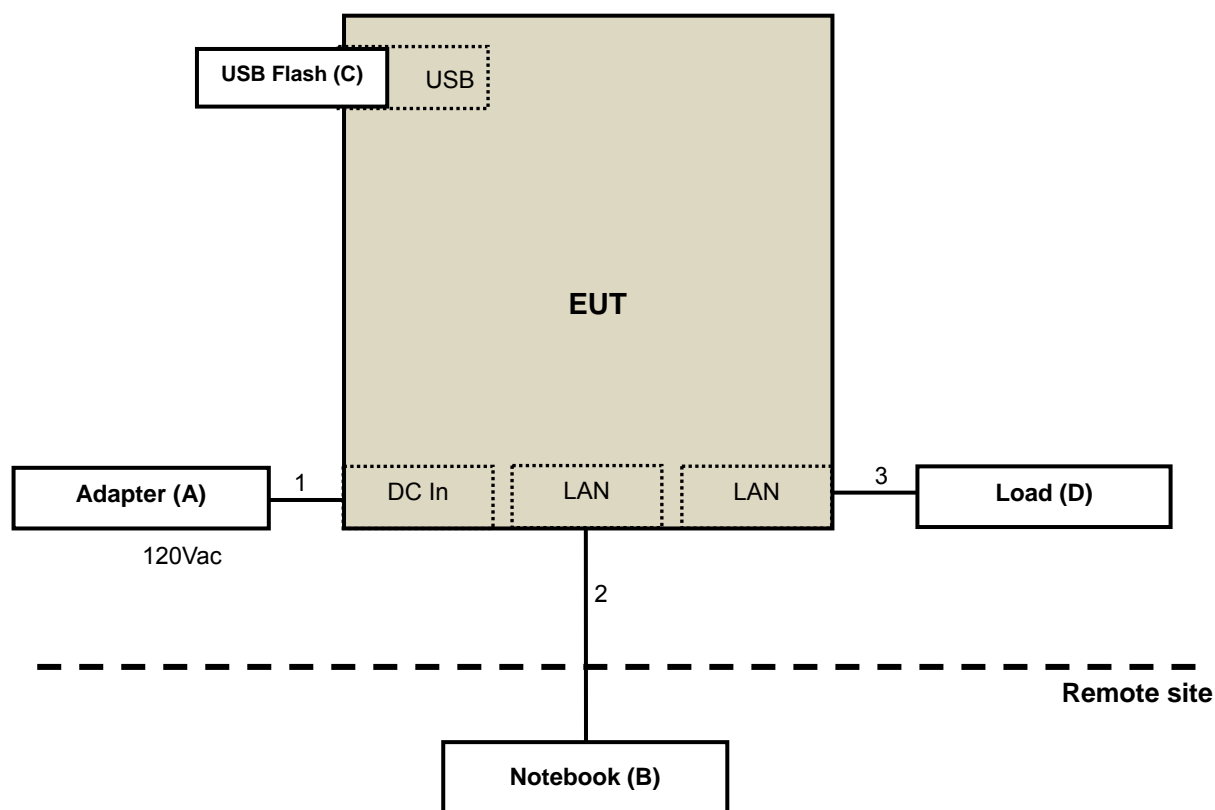 USB Flash (C)
USB
EUT
Adapter (A)
1
DC In
LAN
LAN
3
Load (D)
120Vac
2
Remote site
Notebook (B)